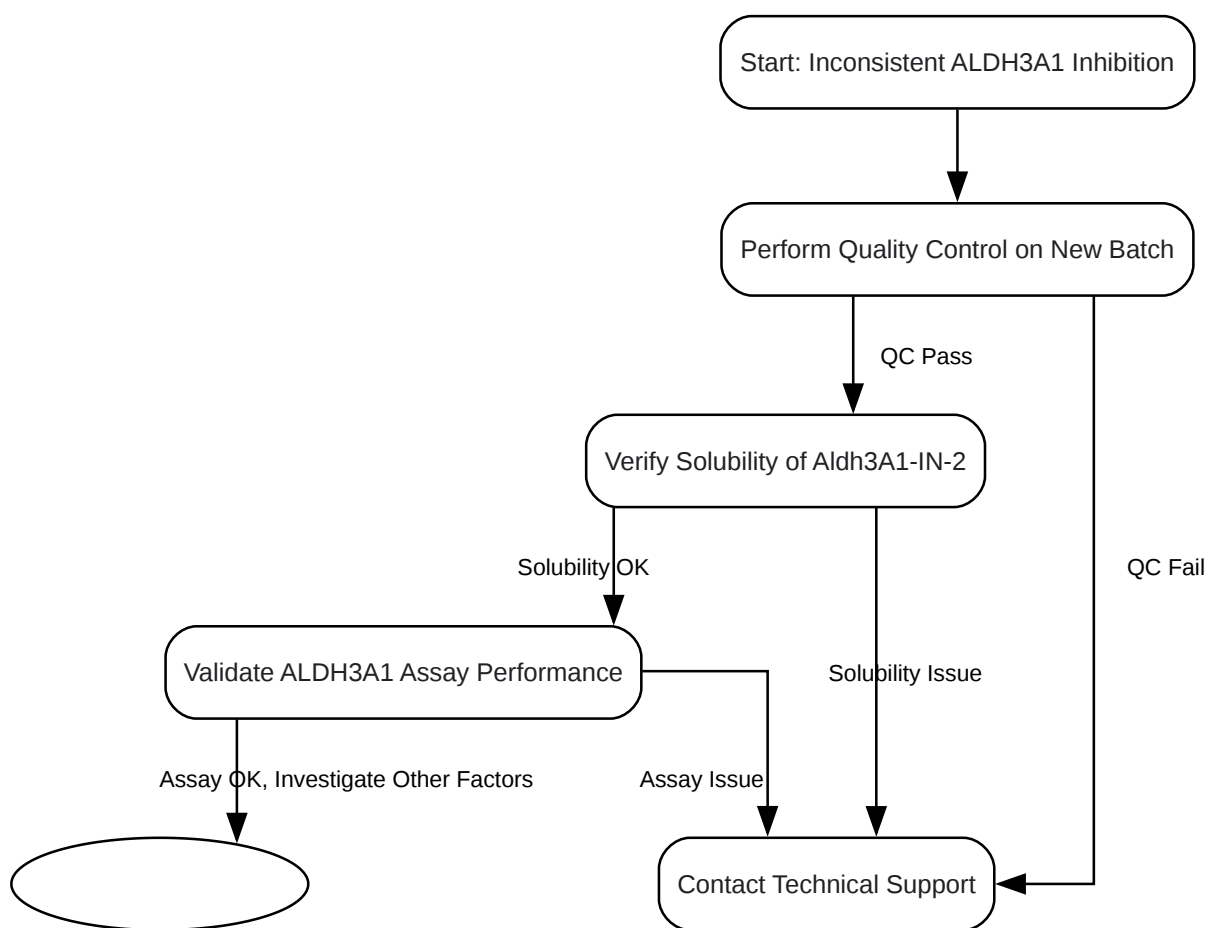 Start: Inconsistent ALDH3A1 Inhibition
Perform Quality Control on New Batch
QC Pass
Verify Solubility of Aldh3A1-IN-2
Solubility OK
QC Fail
Validate ALDH3A1 Assay Performance
Solubility Issue
Assay OK, Investigate Other Factors
Assay Issue
Contact Technical Support